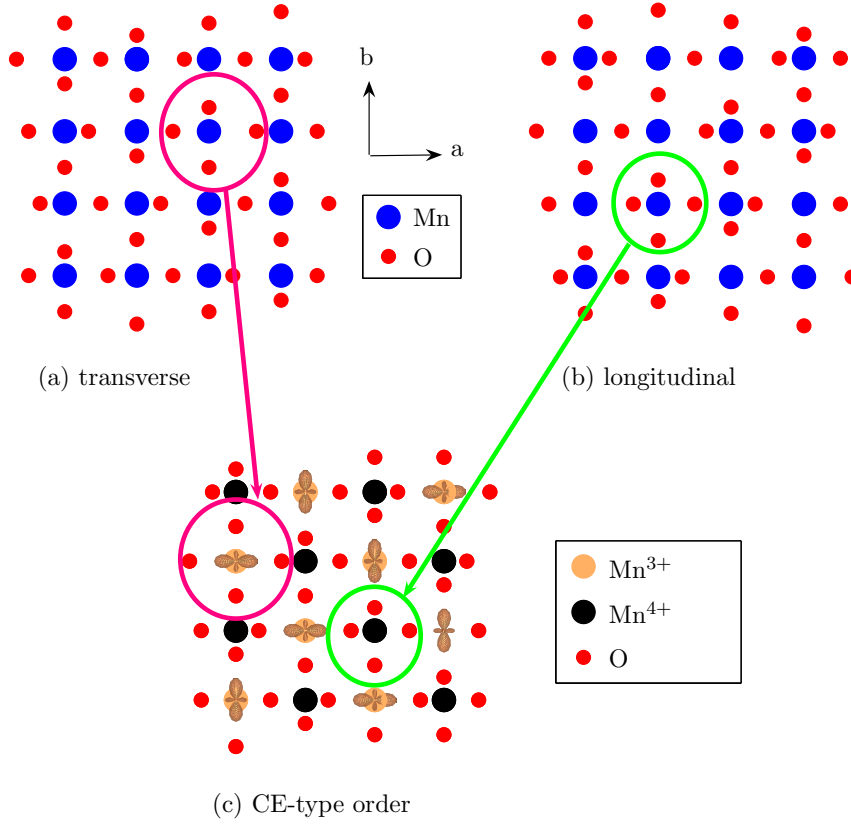 b
a
Mn
O
(a) transverse
(b) longitudinal
Mn³⁺
Mn⁴⁺
O
(c) CE-type order